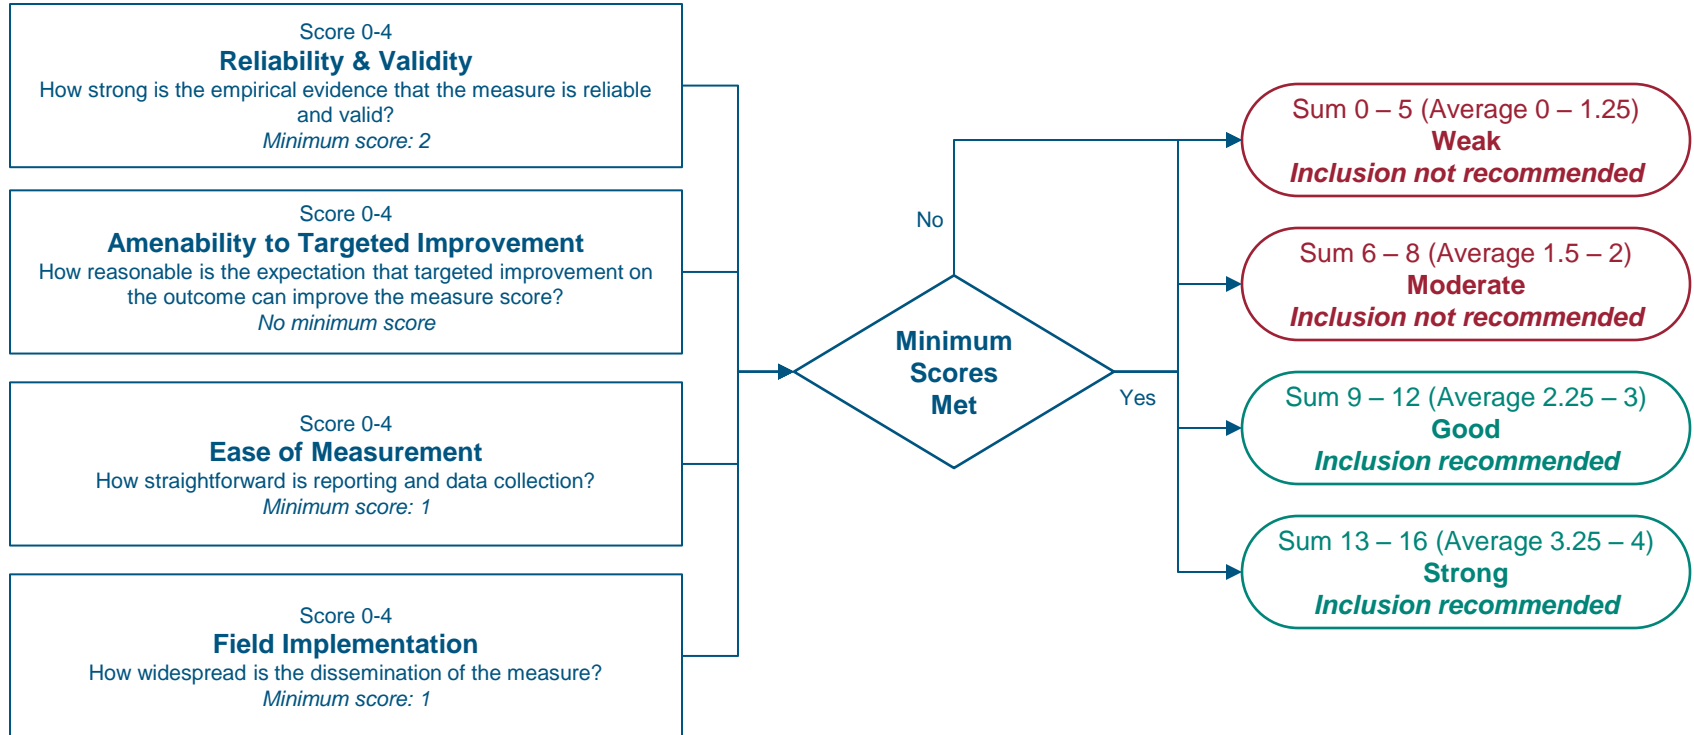 Score 0-4
Reliability & Validity
How strong is the empirical evidence that the measure is reliable
and valid?
Minimum score: 2
Score 0-4
Amenability to Targeted Improvement
How reasonable is the expectation that targeted improvement on
the outcome can improve the measure score?
No minimum score
Score 0-4
Ease of Measurement
How straightforward is reporting and data collection?
Minimum score: 1
Score 0-4
Field Implementation
How widespread is the dissemination of the measure?
Minimum score: 1
Minimum
Scores
Met
No
Yes
Sum 0 – 5 (Average 0 – 1.25)
Weak
Inclusion not recommended
Sum 6 – 8 (Average 1.5 – 2)
Moderate
Inclusion not recommended
Sum 9 – 12 (Average 2.25 – 3)
Good
Inclusion recommended
Sum 13 – 16 (Average 3.25 – 4)
Strong
Inclusion recommended